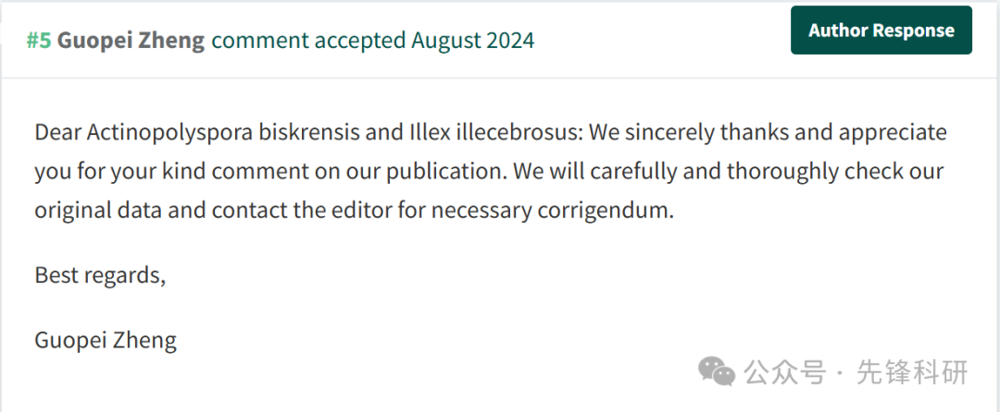 #5 Guopei Zheng comment accepted August 2024
Author Response
Dear Actinopolyspora biskrensis and Illex illecebrosus: We sincerely thanks and appreciate
you for your kind comment on our publication. We will carefully and thoroughly check our
original data and contact the editor for necessary corrigendum.
Best regards,
Guopei Zheng
公众号 · 先锋科研